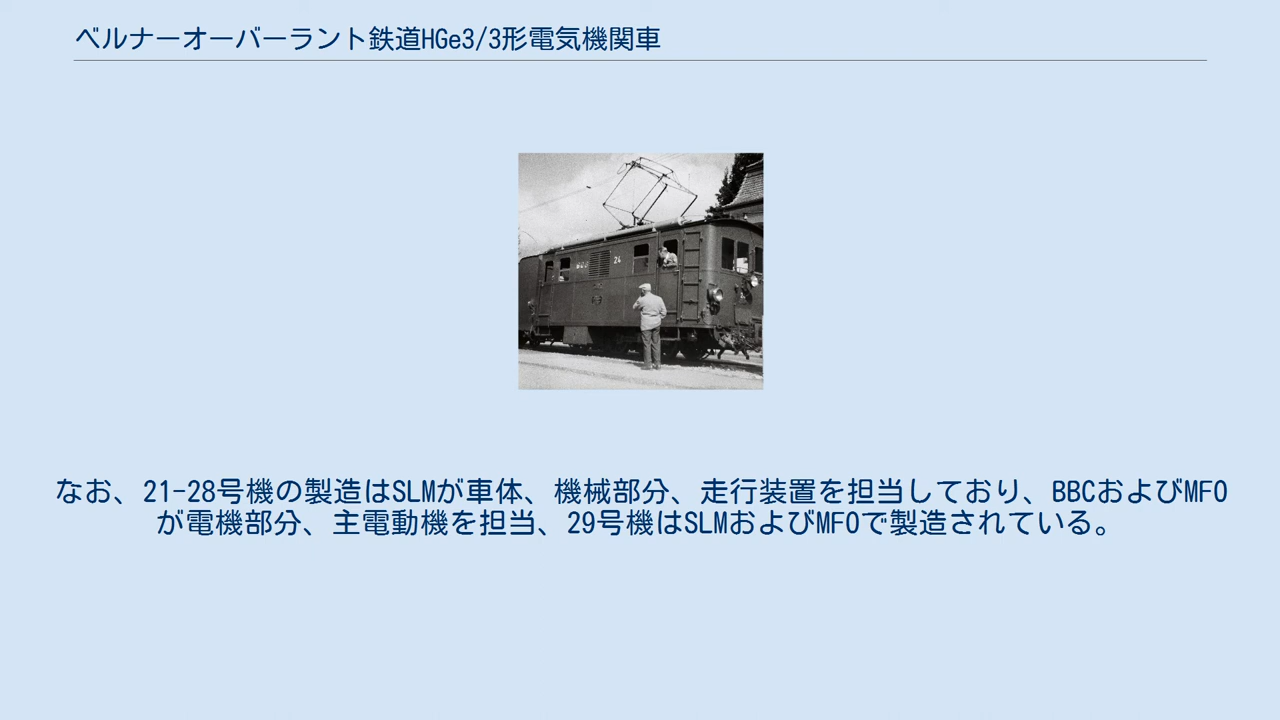 ベルナーオーバーラント鉄道HGe3/3形電気機関車
24
なお、21-28号機の製造はSLMが車体、機械部分、走行装置を担当しており、BBCおよびMFO
が電機部分、主電動機を担当、29号機はSLMおよびMFOで製造されている。